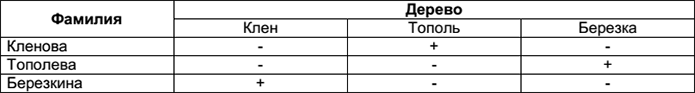 Фамилия Дерево
Клен Тополь Березка
Кленова - + -
Тополева - - +
Березкина + - -